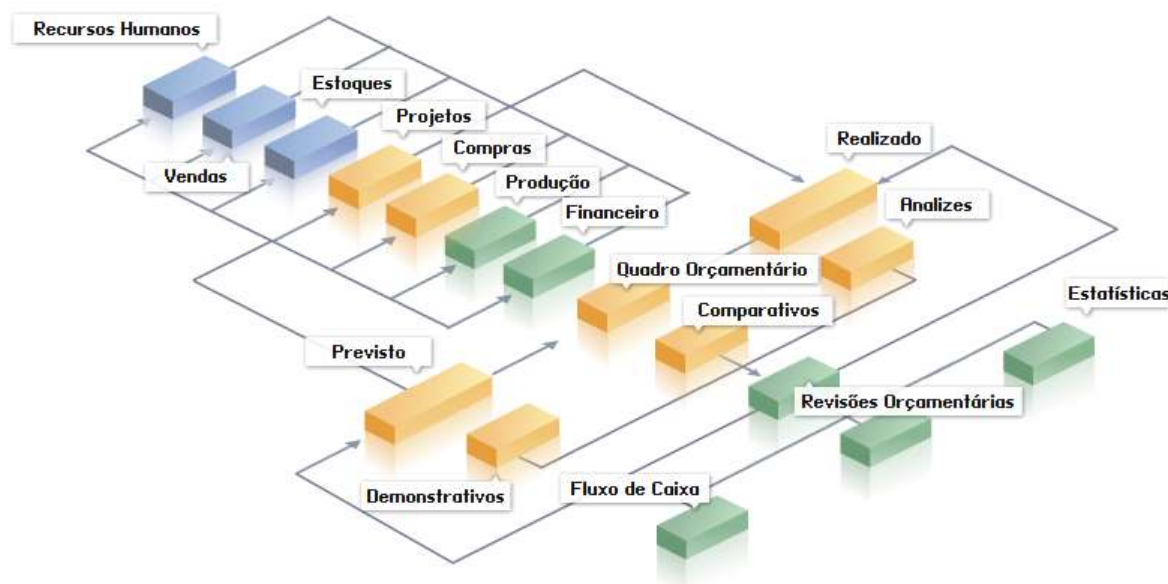 Recursos Humanos
Estoques
Projetos
Compras
Vendas
Produção
Financeiro
Realizado
Analizes
Quadro Orçamentário
Comparativos
Estatísticas
Previsto
Revisões Orçamentárias
Demonstrativos
Fluxo de Caixa